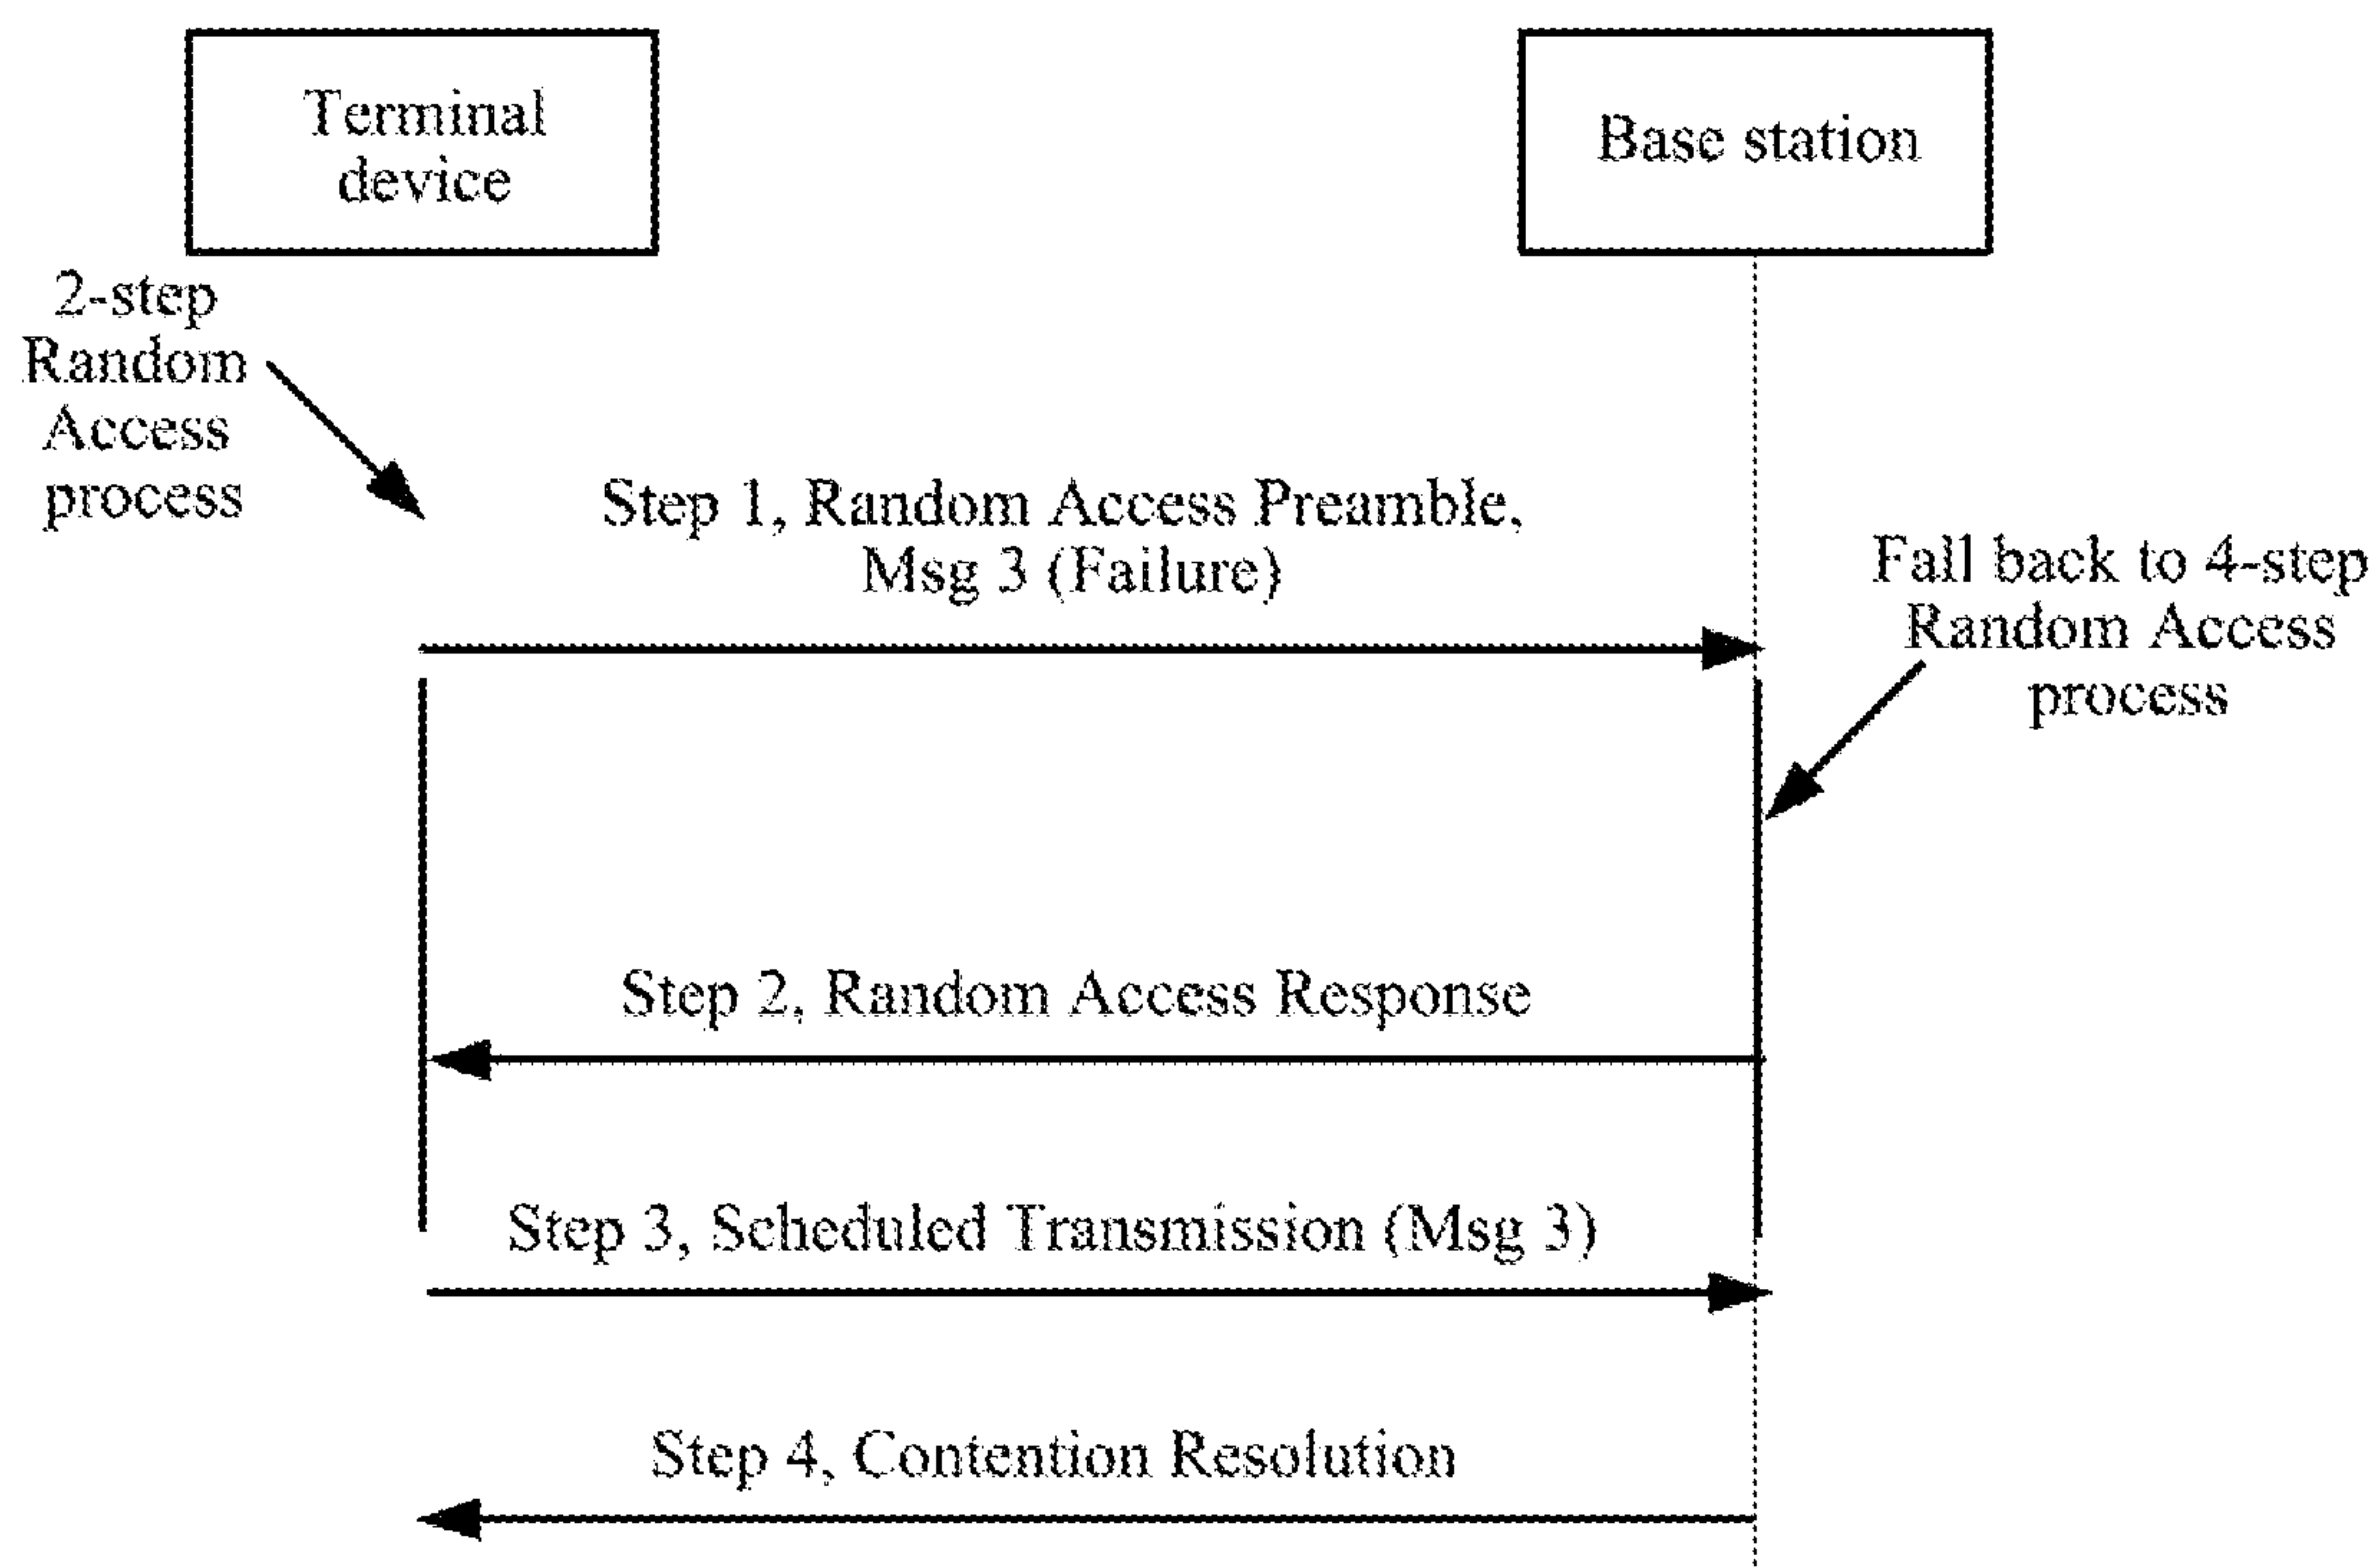 Terminal
device
Base station
2-step
Random
Access
process
Step 1, Random Access Preamble,
Msg 3 (Failure)
Fall back to 4-step
Random Access
process
Step 2, Random Access Response
Step 3, Scheduled Transmission (Msg 3)
Step 4, Contention Resolution